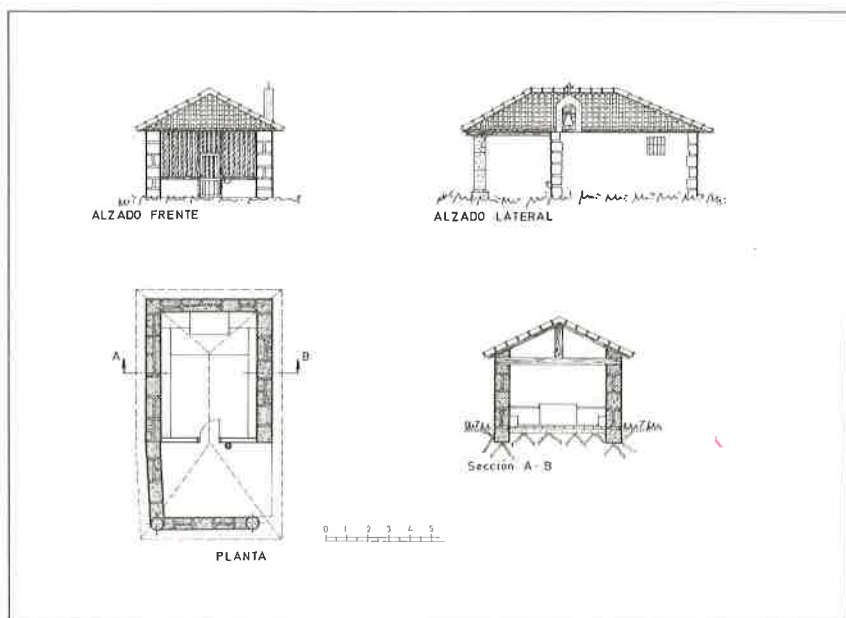 ALZADO FRENTE
ALZADO LATERAL
A
B
Sección A-B
PLANTA
0 1 2 3 4 5